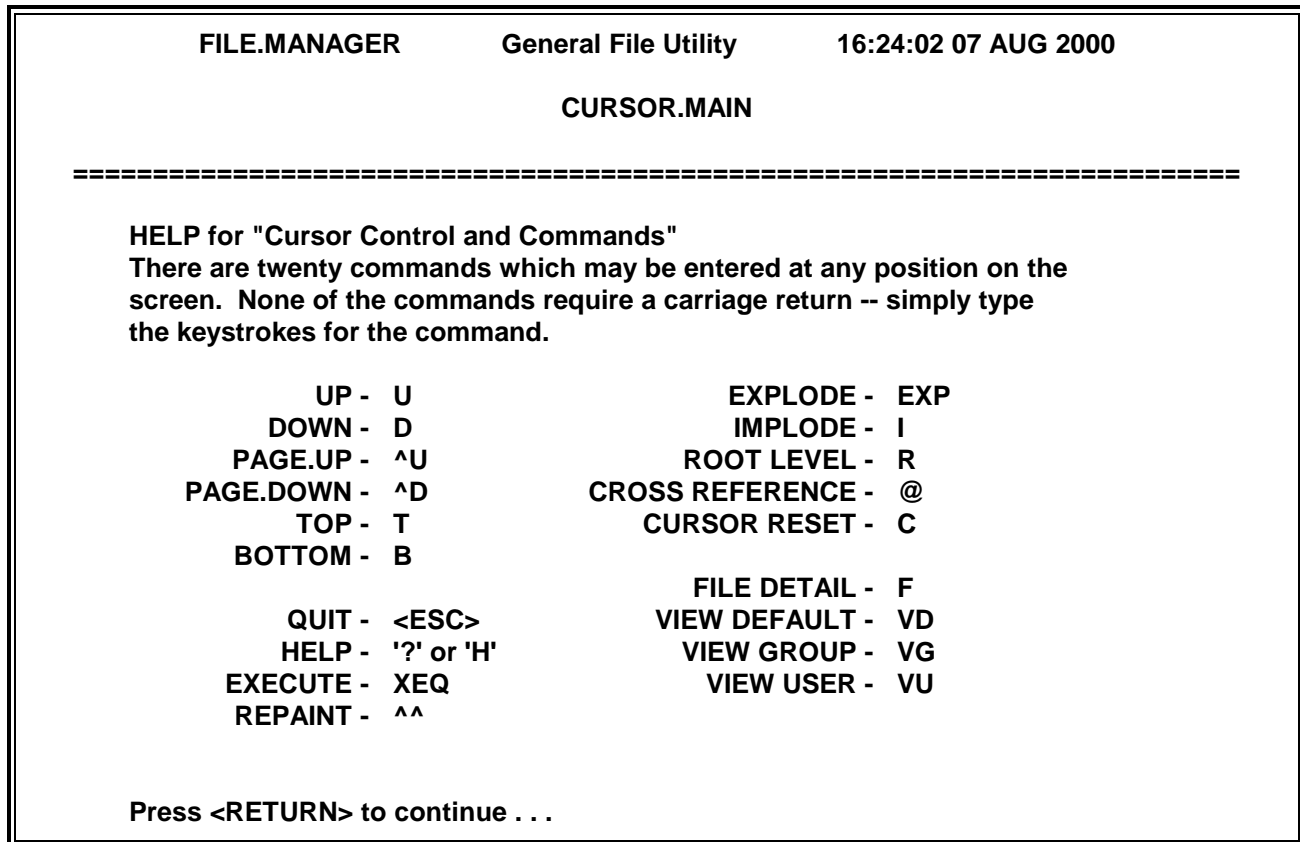 FILE.MANAGER General File Utility 16:24:02 07 AUG 2000
CURSOR.MAIN
=========================================================================
HELP for "Cursor Control and Commands"
There are twenty commands which may be entered at any position on the
screen. None of the commands require a carriage return -- simply type
the keystrokes for the command.
UP - U EXPLODE - EXP
DOWN - D IMPLODE - I
PAGE.UP - ^U ROOT LEVEL - R
PAGE.DOWN - ^D CROSS REFERENCE - @
TOP - T CURSOR RESET - C
BOTTOM - B
FILE DETAIL - F
QUIT - <ESC> VIEW DEFAULT - VD
HELP - '?' or 'H' VIEW GROUP - VG
EXECUTE - XEQ VIEW USER - VU
REPAINT - ^^
Press <RETURN> to continue . . .